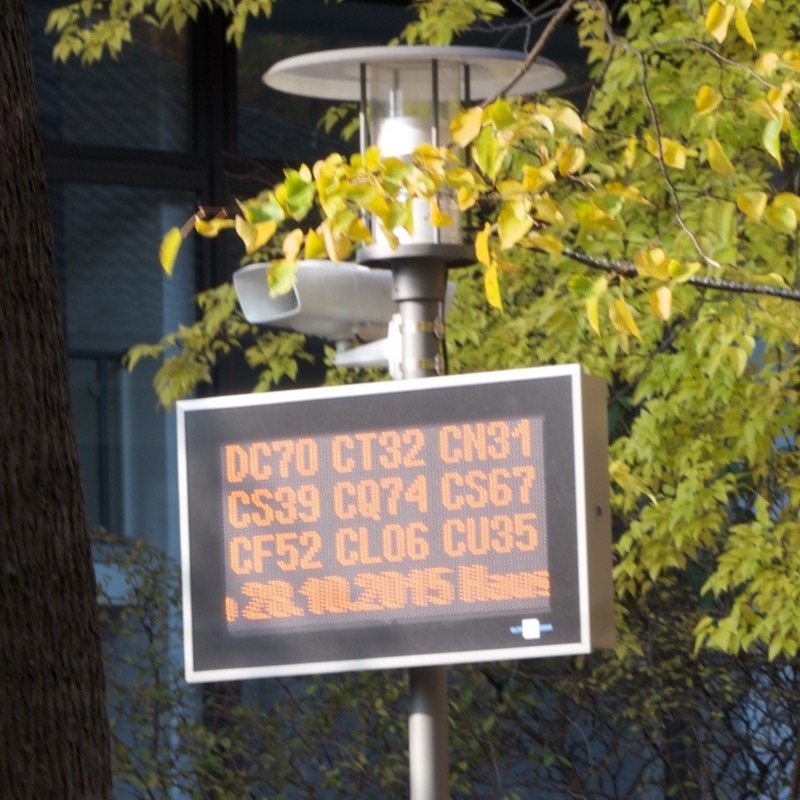 DC70 CT32 CN31
CS39 CQ74 CS67
CF52 CL06 CU35
28.10.2015 Haus